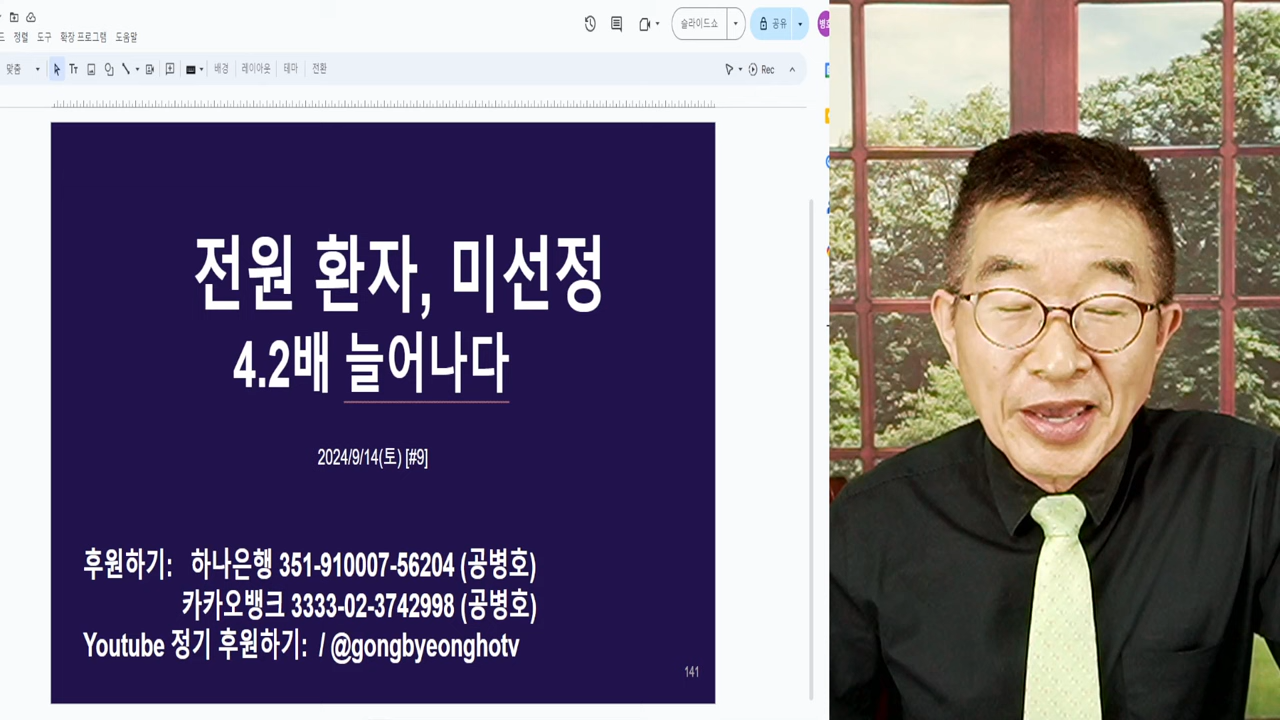 정렬 도구 확장 프로그램 도움말
슬라이드쇼
공유
맞춤
배경 레이아웃 테마 전환
Rec
전원 환자, 미선정
4.2배 늘어나다
2024/9/14(토) [#9]
후원하기: 하나은행 351-910007-56204 (공병호)
카카오뱅크 3333-02-3742998 (공병호)
Youtube 정기 후원하기: / @gongbyeonghotv
141